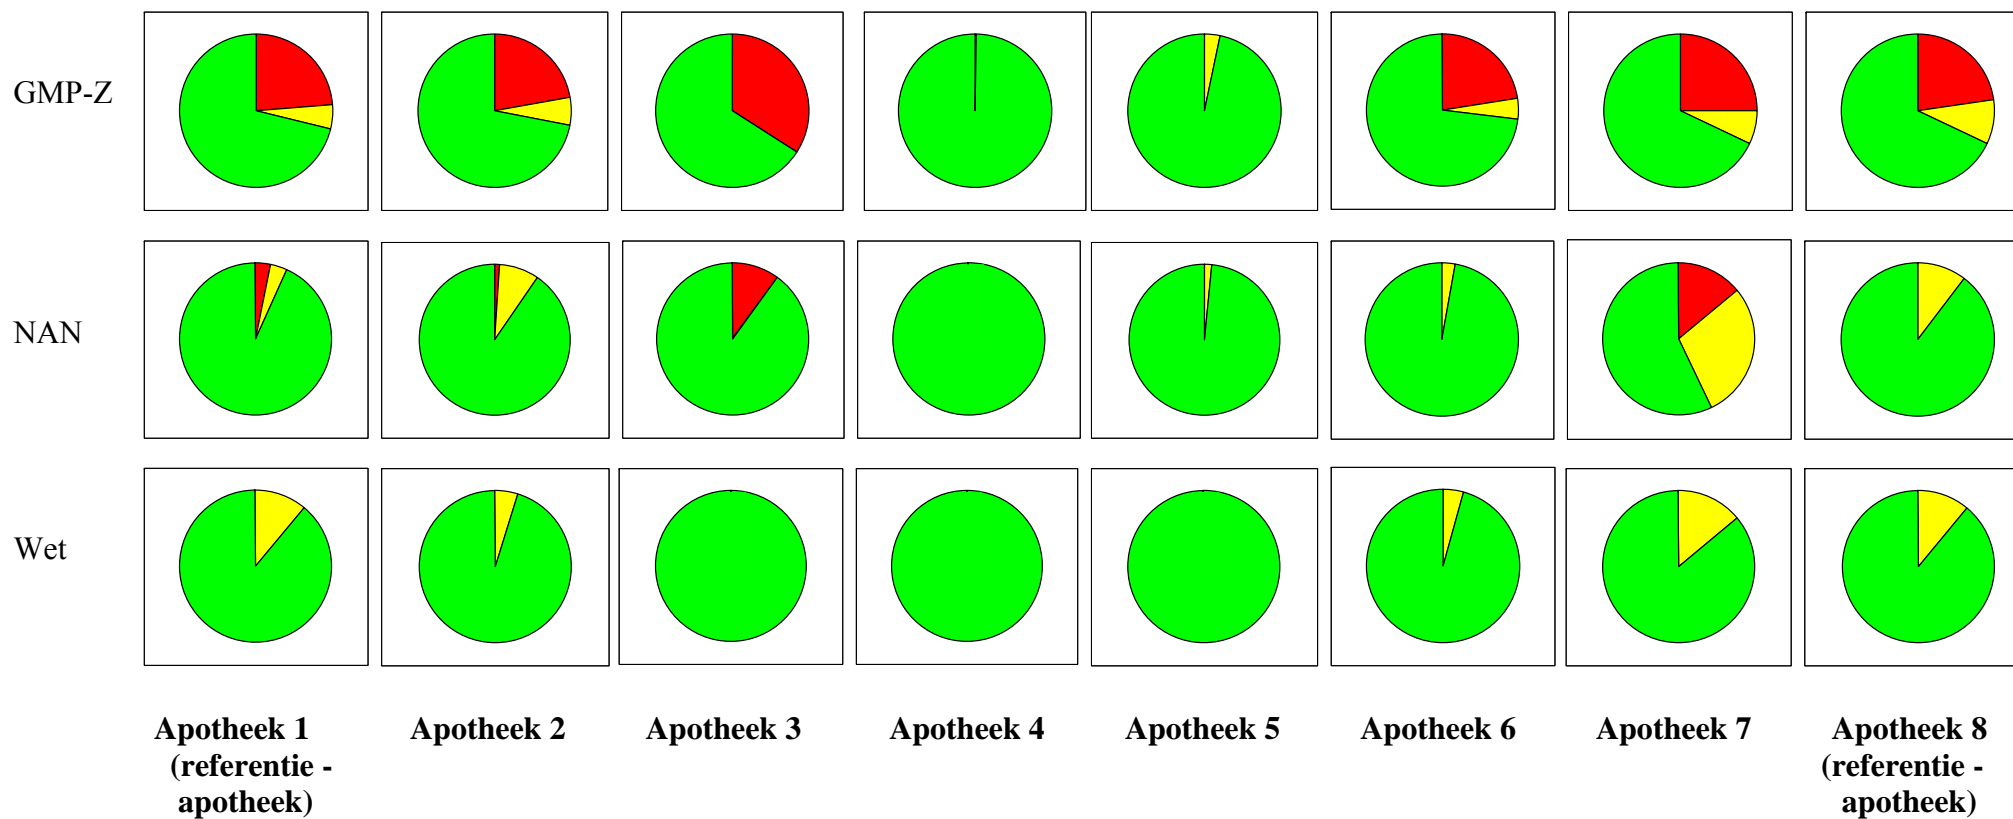 GMP-Z
NAN
Wet
Apotheek 1 Apotheek 2 Apotheek 3 Apotheek 4 Apotheek 5 Apotheek 6 Apotheek 7 Apotheek 8
(referentie - (referentie -
apotheek) apotheek)